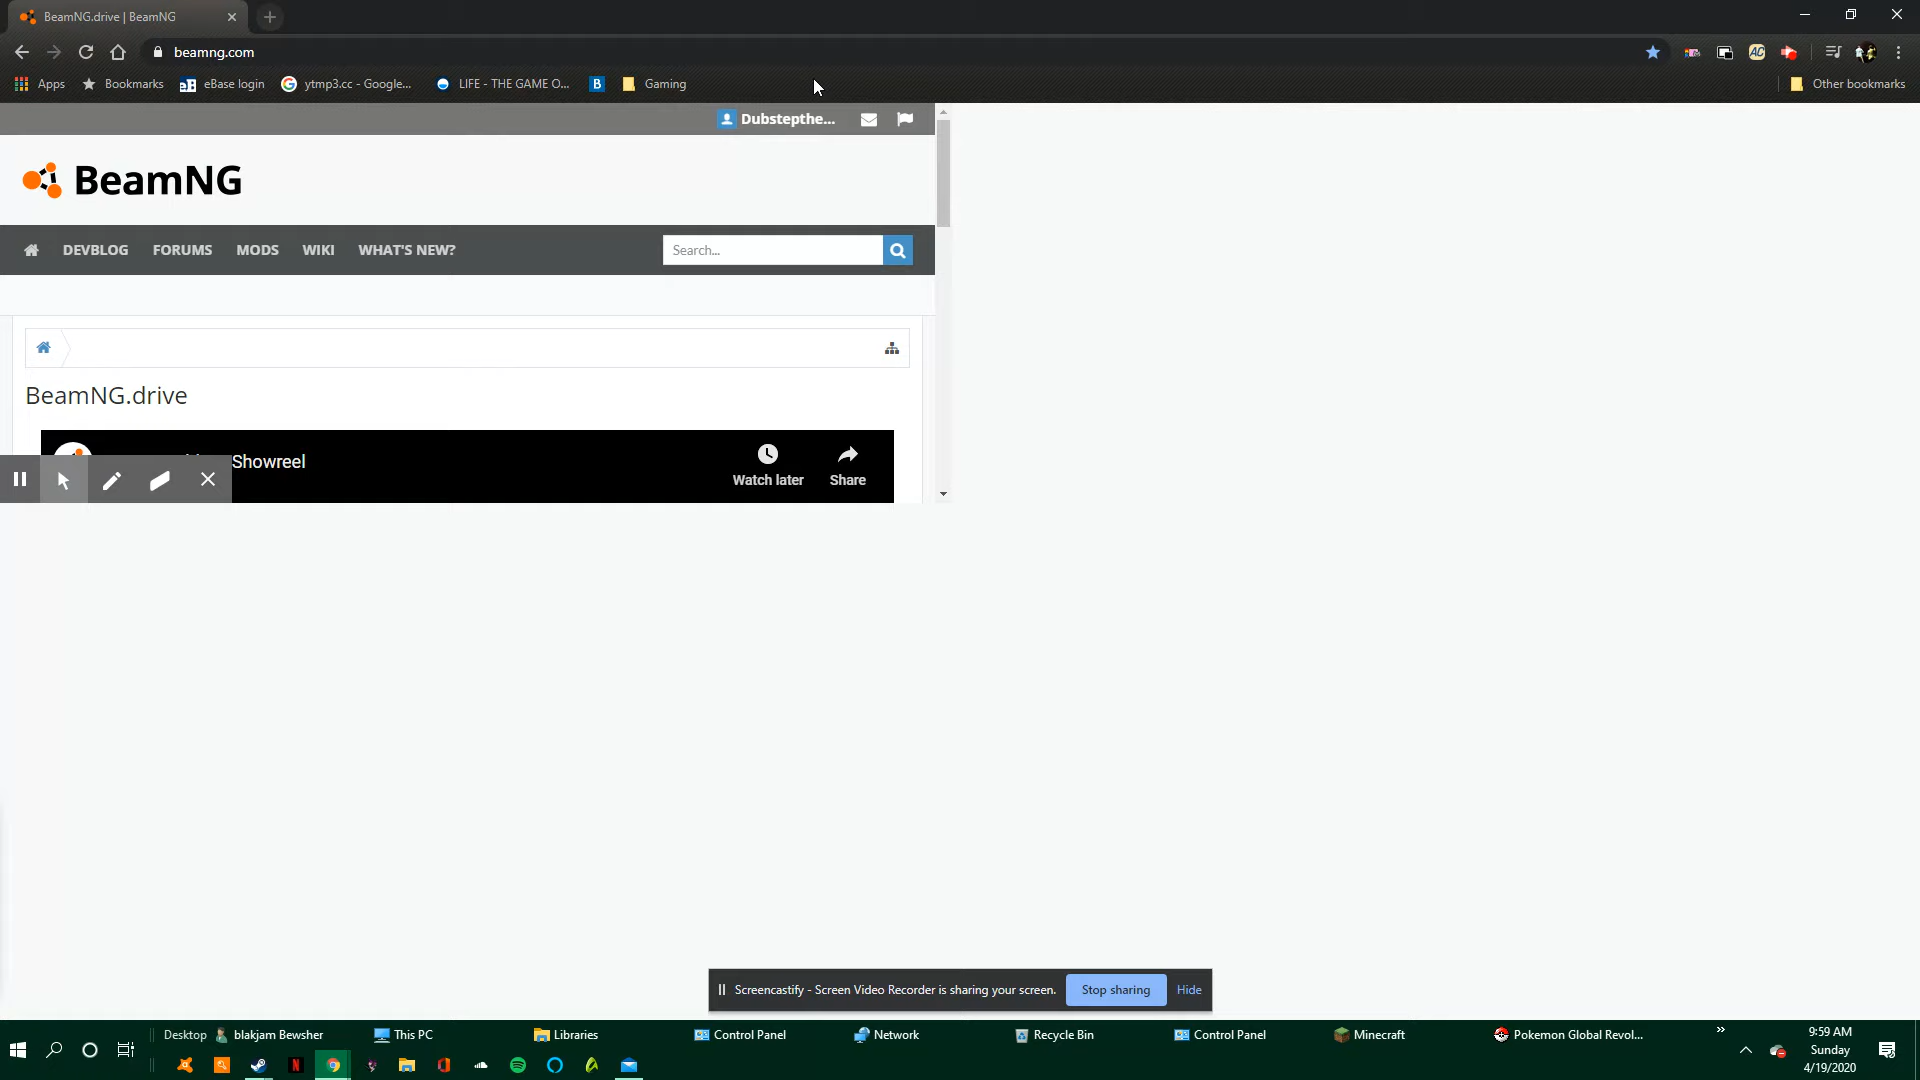 BeamNG.drive | BeamNG
beamng.com
Apps Bookmarks eBase login ytmp3.cc - Google... LIFE - THE GAME O... B Gaming Other bookmarks
Dubstepthe...
BeamNG
DEVBLOG FORUMS MODS WIKI WHAT'S NEW? Search...
BeamNG.drive
Showreel
Watch later Share
Screencastify - Screen Video Recorder is sharing your screen. Stop sharing Hide
Desktop blakjam Bewsher This PC Libraries Control Panel Network Recycle Bin Control Panel Minecraft Pokemon Global Revol... »
9:59 AM
Sunday
4/19/2020